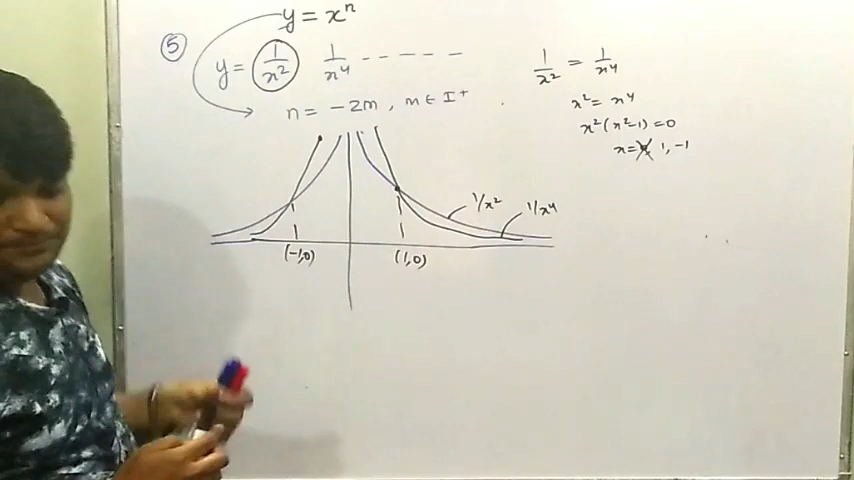 y = xⁿ
⑤ y = 1/x² 1/x⁴ - - - - - -
n = -2m, m ∈ I⁺
1/x² = 1/x⁴
x² = x⁴
x²(x²-1) = 0
x = 1, -1
1/x² 1/x⁴
(-1,0) (1,0)